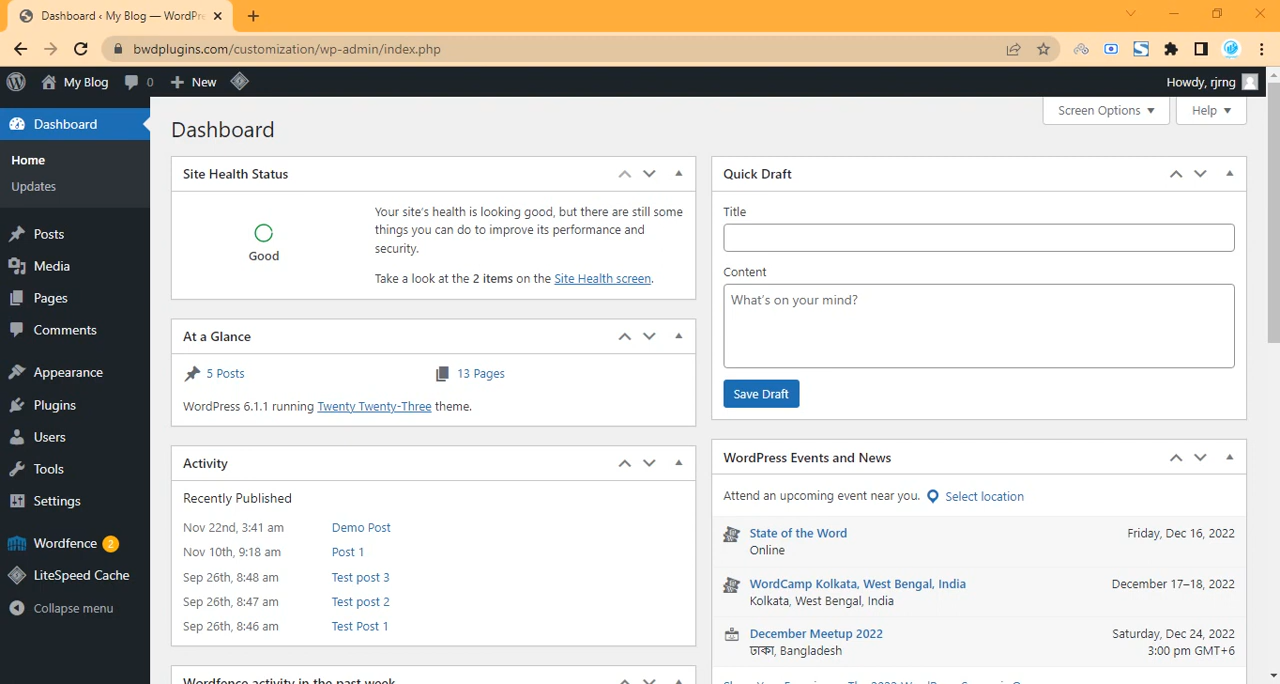 Dashboard ‹ My Blog — WordPr
bwdplugins.com/customization/wp-admin/index.php
My Blog 0 New Howdy, rjrng
Dashboard
Home
Updates
Posts
Media
Pages
Comments
Appearance
Plugins
Users
Tools
Settings
Wordfence 2
LiteSpeed Cache
Collapse menu
Screen Options Help
Dashboard
Site Health Status
Good
Your site's health is looking good, but there are still some
things you can do to improve its performance and
security.
Take a look at the 2 items on the Site Health screen.
At a Glance
5 Posts 13 Pages
WordPress 6.1.1 running Twenty Twenty-Three theme.
Activity
Recently Published
Nov 22nd, 3:41 am Demo Post
Nov 10th, 9:18 am Post 1
Sep 26th, 8:48 am Test post 3
Sep 26th, 8:47 am Test post 2
Sep 26th, 8:46 am Test Post 1
Wordfence activity in the past week
Quick Draft
Title
Content
What's on your mind?
Save Draft
WordPress Events and News
Attend an upcoming event near you. Select location
State of the Word Friday, Dec 16, 2022
Online
WordCamp Kolkata, West Bengal, India December 17–18, 2022
Kolkata, West Bengal, India
December Meetup 2022 Saturday, Dec 24, 2022
ঢাকা, Bangladesh 3:00 pm GMT+6